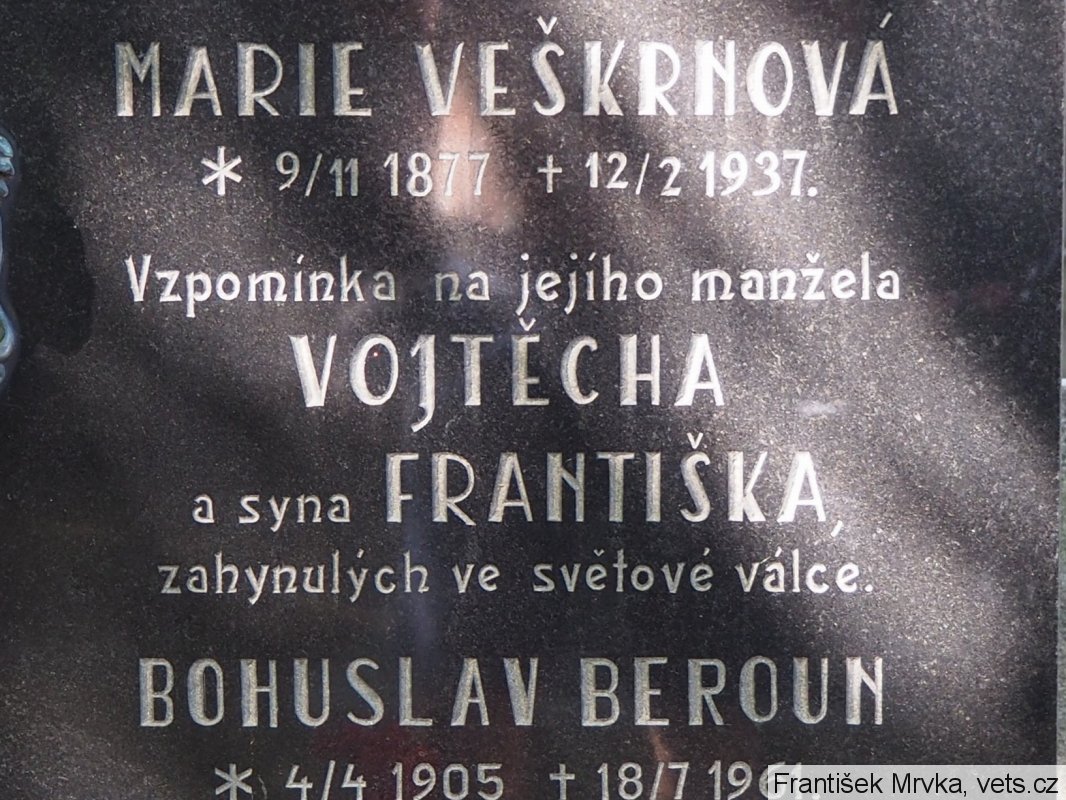 MARIE VEŠKRNOVÁ
* 9/11 1877 + 12/2 1937.
Vzpomínka na jejího manžela
VOJTĚCHA
a syna FRANTIŠKA,
zahynulých ve světové válce.
BOHUSLAV BEROUN
* 4/4 1905 + 18/7
František Mrvka, vets.cz